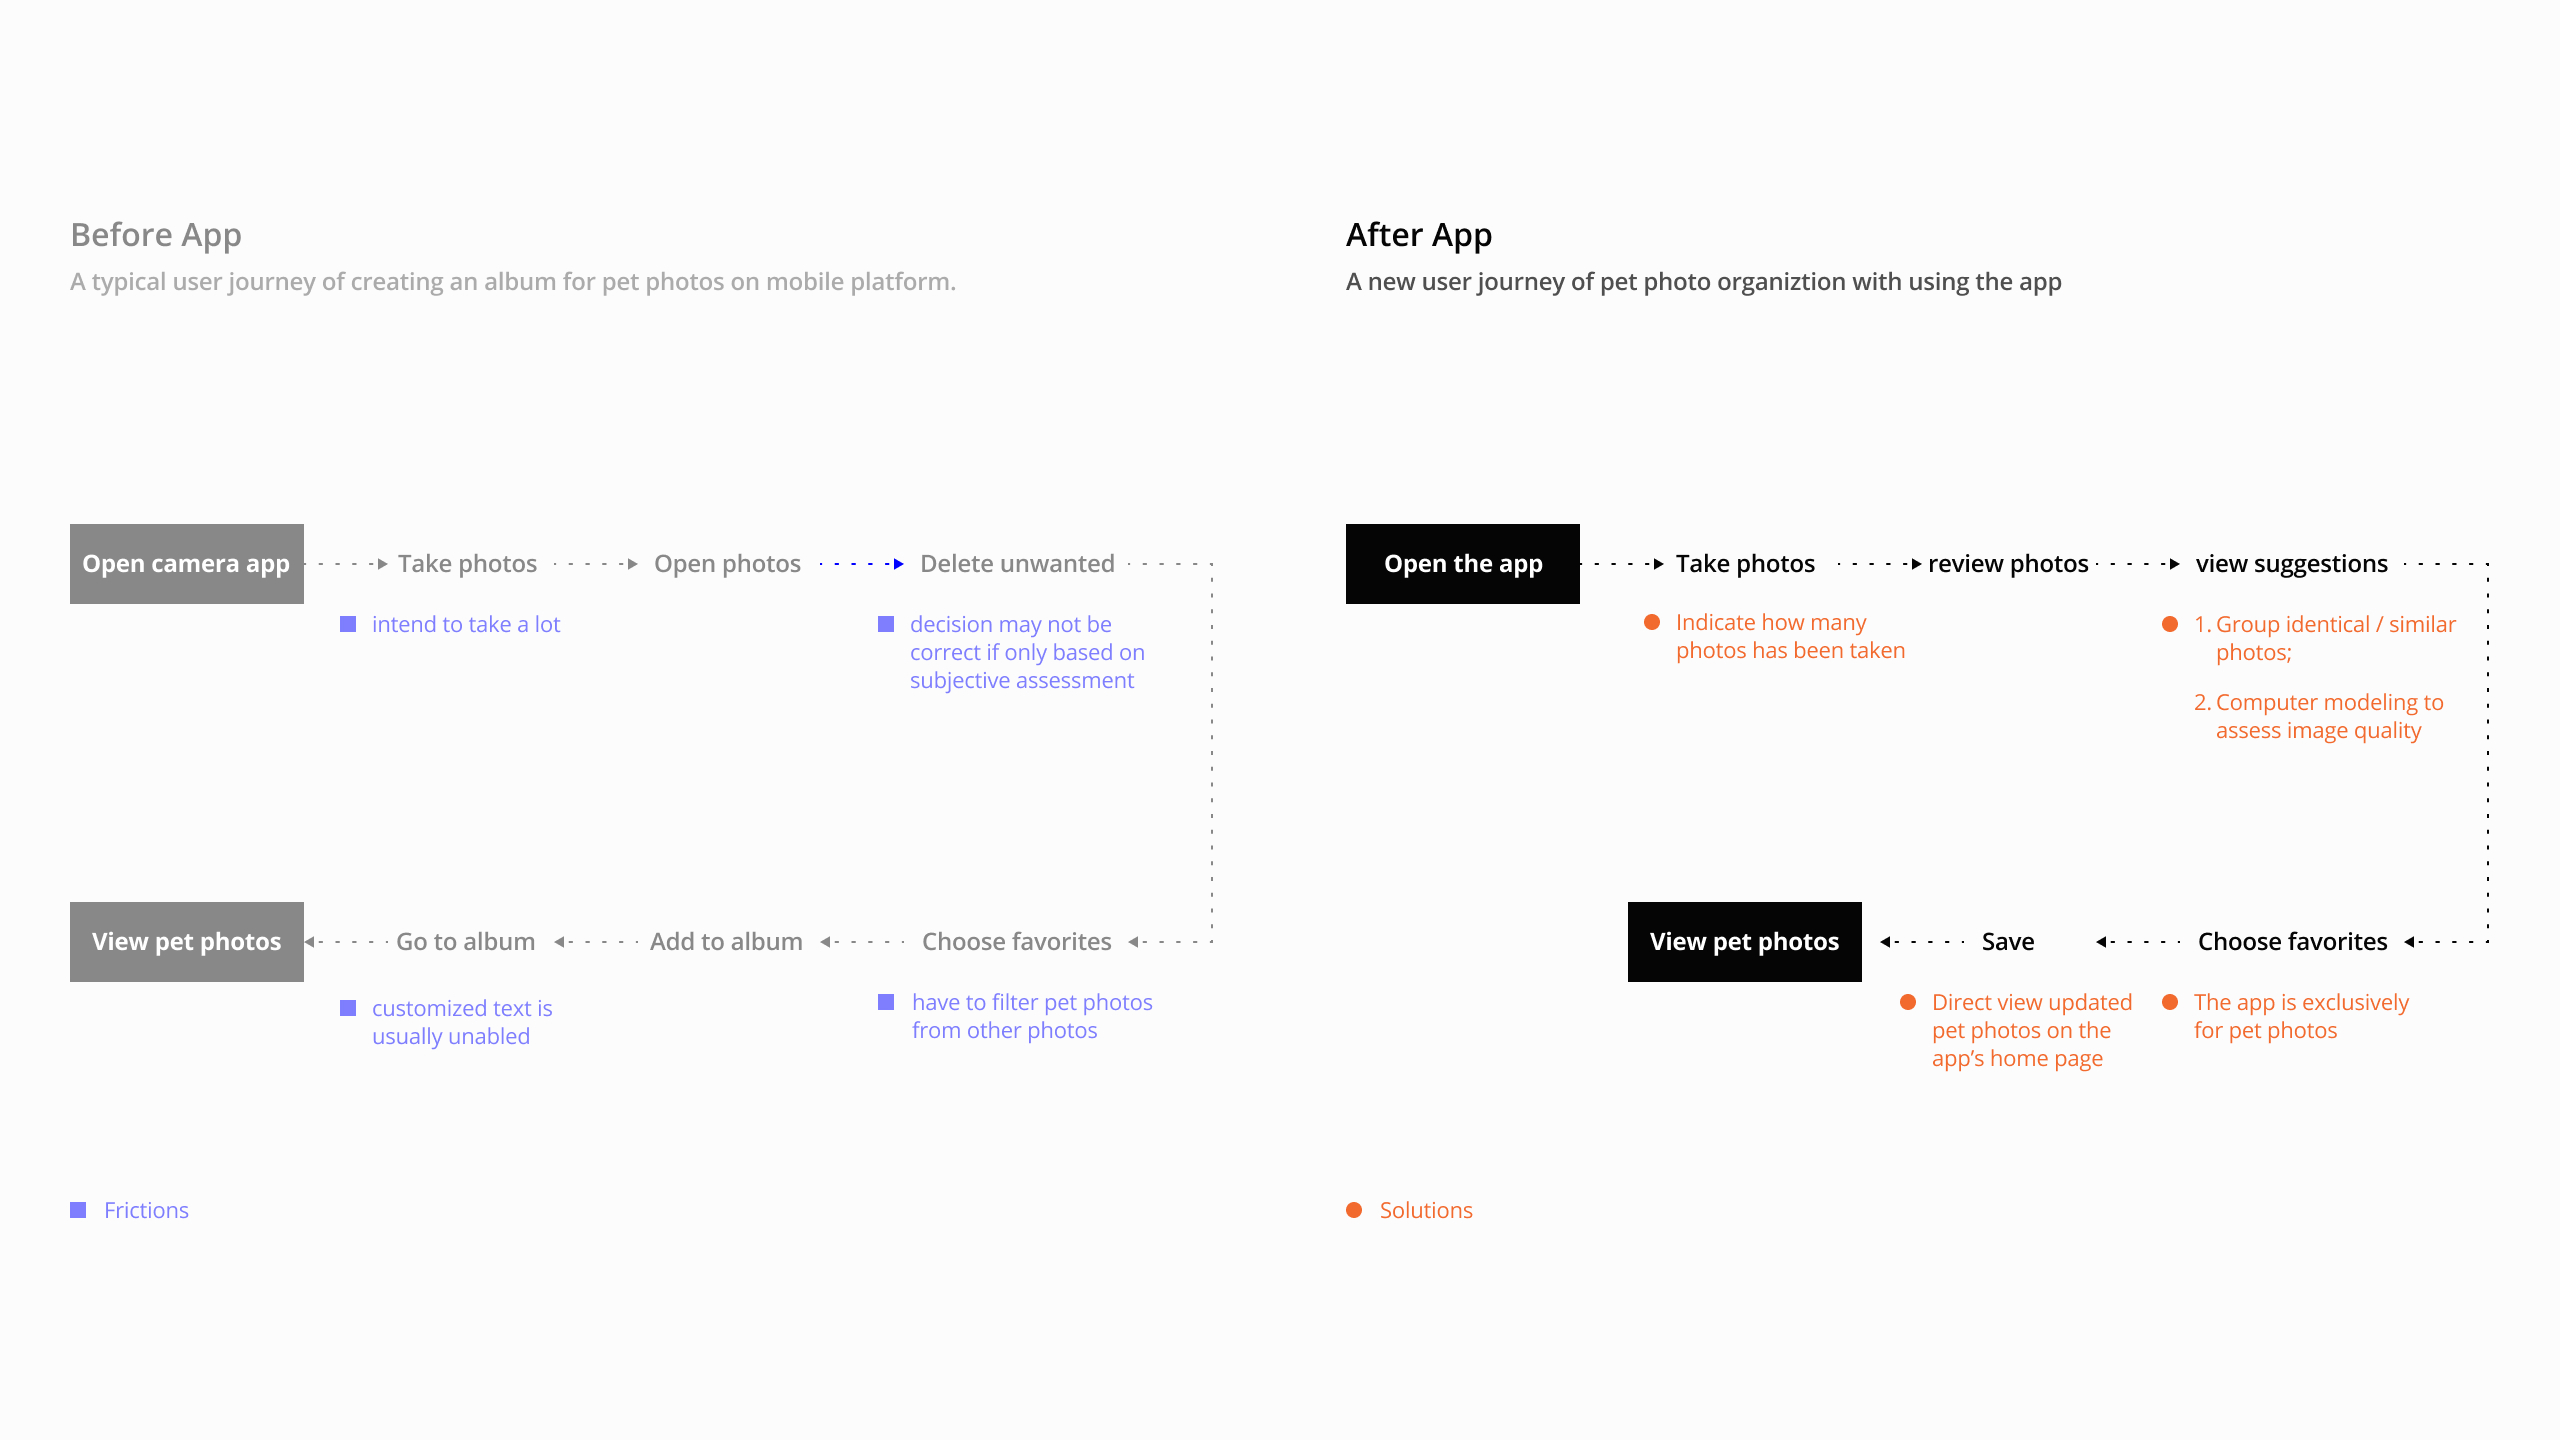 Before App
A typical user journey of creating an album for pet photos on mobile platform.
Open camera app
Take photos
Open photos
Delete unwanted
intend to take a lot
decision may not be
correct if only based on
subjective assessment
View pet photos
Go to album
Add to album
Choose favorites
customized text is
usually unabled
have to filter pet photos
from other photos
Frictions
After App
A new user journey of pet photo organiztion with using the app
Open the app
Take photos
review photos
view suggestions
Indicate how many
photos has been taken
1. Group identical / similar
photos;
2. Computer modeling to
assess image quality
View pet photos
Save
Choose favorites
Direct view updated
pet photos on the
app’s home page
The app is exclusively
for pet photos
Solutions